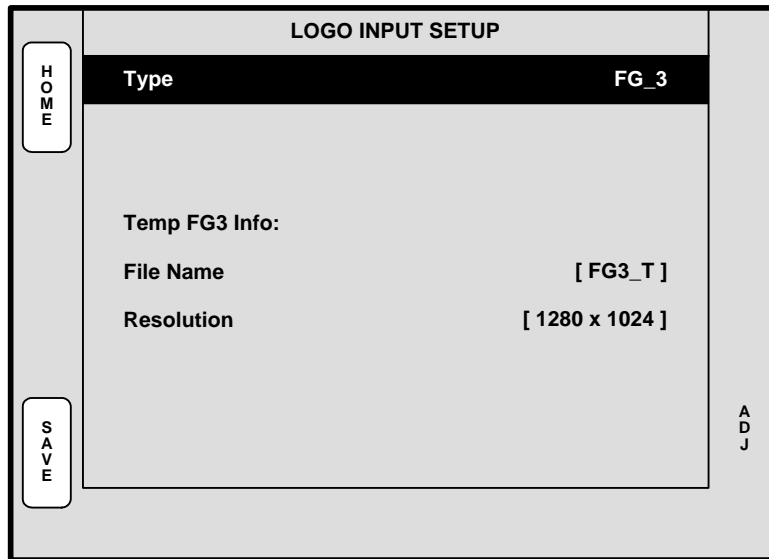 LOGO INPUT SETUP
HOME
Type FG_3
Temp FG3 Info:
File Name [ FG3_T ]
Resolution [ 1280 x 1024 ]
SAVE
ADJ